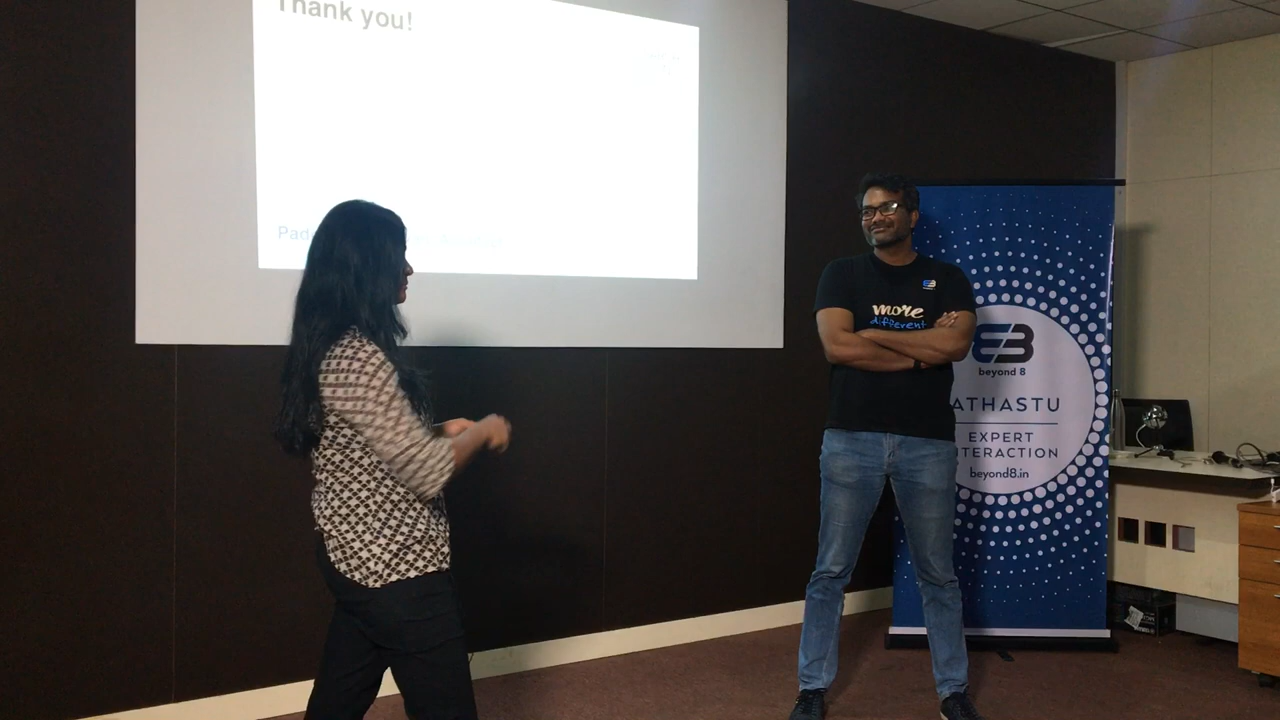 Thank you!
more
different
beyond 8
ATHASTU
EXPERT
TERACTION
beyond8.in